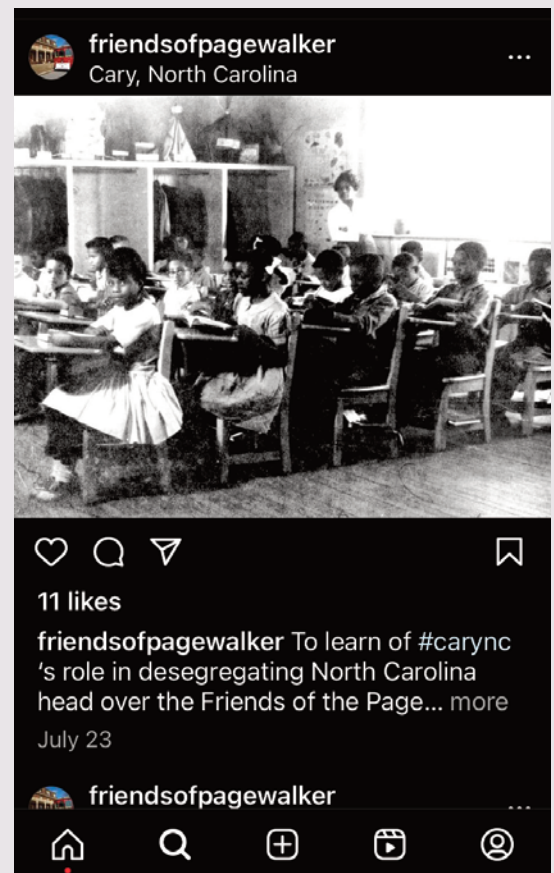 friendsofpagewalker
Cary, North Carolina
11 likes
friendsofpagewalker To learn of #carync
's role in desegregating North Carolina
head over the Friends of the Page... more
July 23
friendsofpagewalker